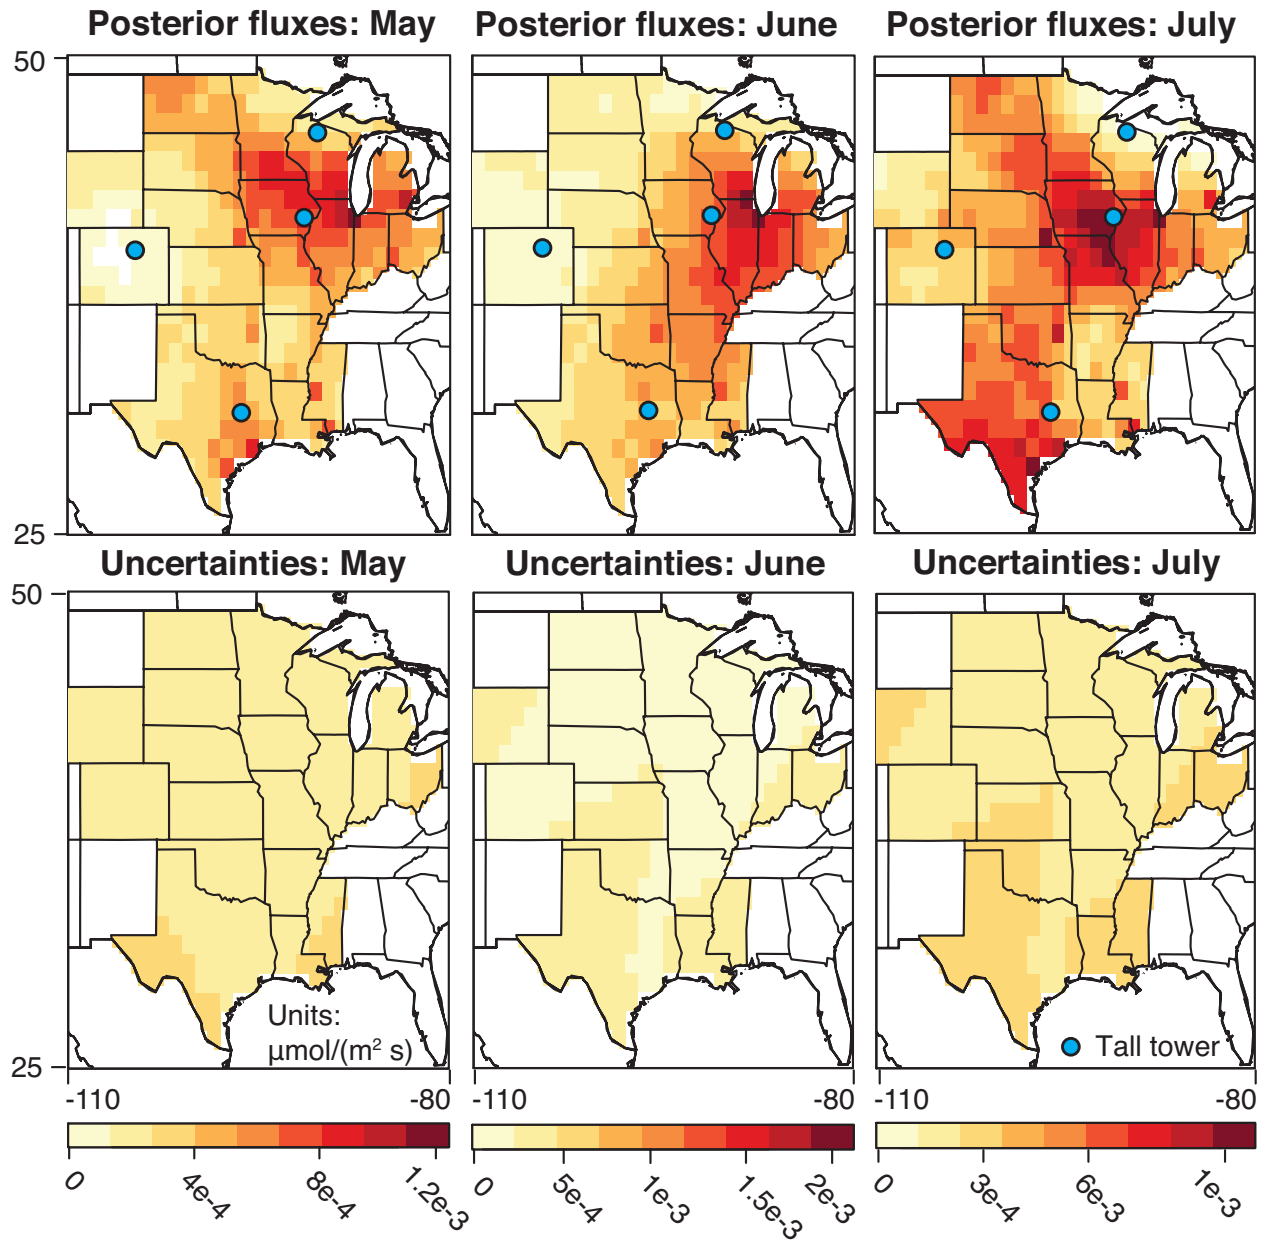 Posterior fluxes: May
Posterior fluxes: June
Posterior fluxes: July
50
25
Uncertainties: May
Uncertainties: June
Uncertainties: July
50
25
Units:
µmol/(m² s)
Tall tower
-110 -80
-110 -80
-110 -80
0 4e-4 8e-4 1.2e-3
0 5e-4 1e-3 1.5e-3 2e-3
0 3e-4 6e-4 1e-3